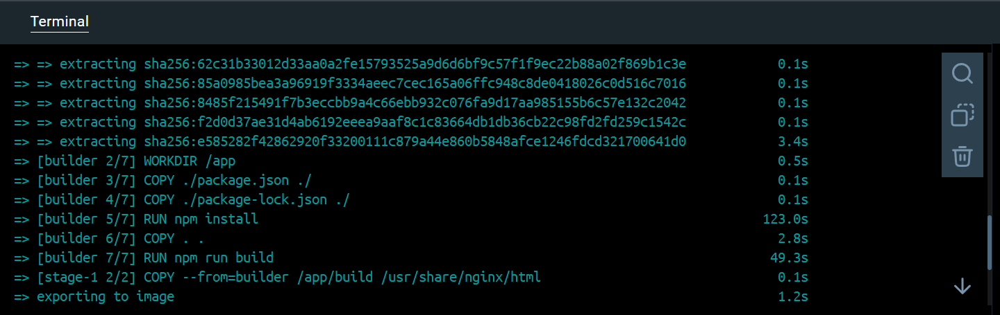 Terminal
=> => extracting sha256:62c31b33012d33aa0a2fe15793525a9d6d6bf9c57f1f9ec22b88a02f869b1c3e 0.1s
=> => extracting sha256:85a0985bea3a96919f3334aeec7cec165a06ffc948c8de0418026c0d516c7016 0.1s
=> => extracting sha256:8485f215491f7b3eccbb9a4c66ebb932c076fa9d17aa985155b6c57e132c2042 0.1s
=> => extracting sha256:f2d0d37ae31d4ab6192eeea9aaf8c1c83664db1db36cb22c98fd2fd259c1542c 0.1s
=> => extracting sha256:e585282f42862920f33200111c879a44e860b5848afce1246fdcd321700641d0 3.4s
=> [builder 2/7] WORKDIR /app 0.5s
=> [builder 3/7] COPY ./package.json ./ 0.1s
=> [builder 4/7] COPY ./package-lock.json ./ 0.1s
=> [builder 5/7] RUN npm install 123.0s
=> [builder 6/7] COPY . . 2.8s
=> [builder 7/7] RUN npm run build 49.3s
=> [stage-1 2/2] COPY --from=builder /app/build /usr/share/nginx/html 0.1s
=> exporting to image 1.2s